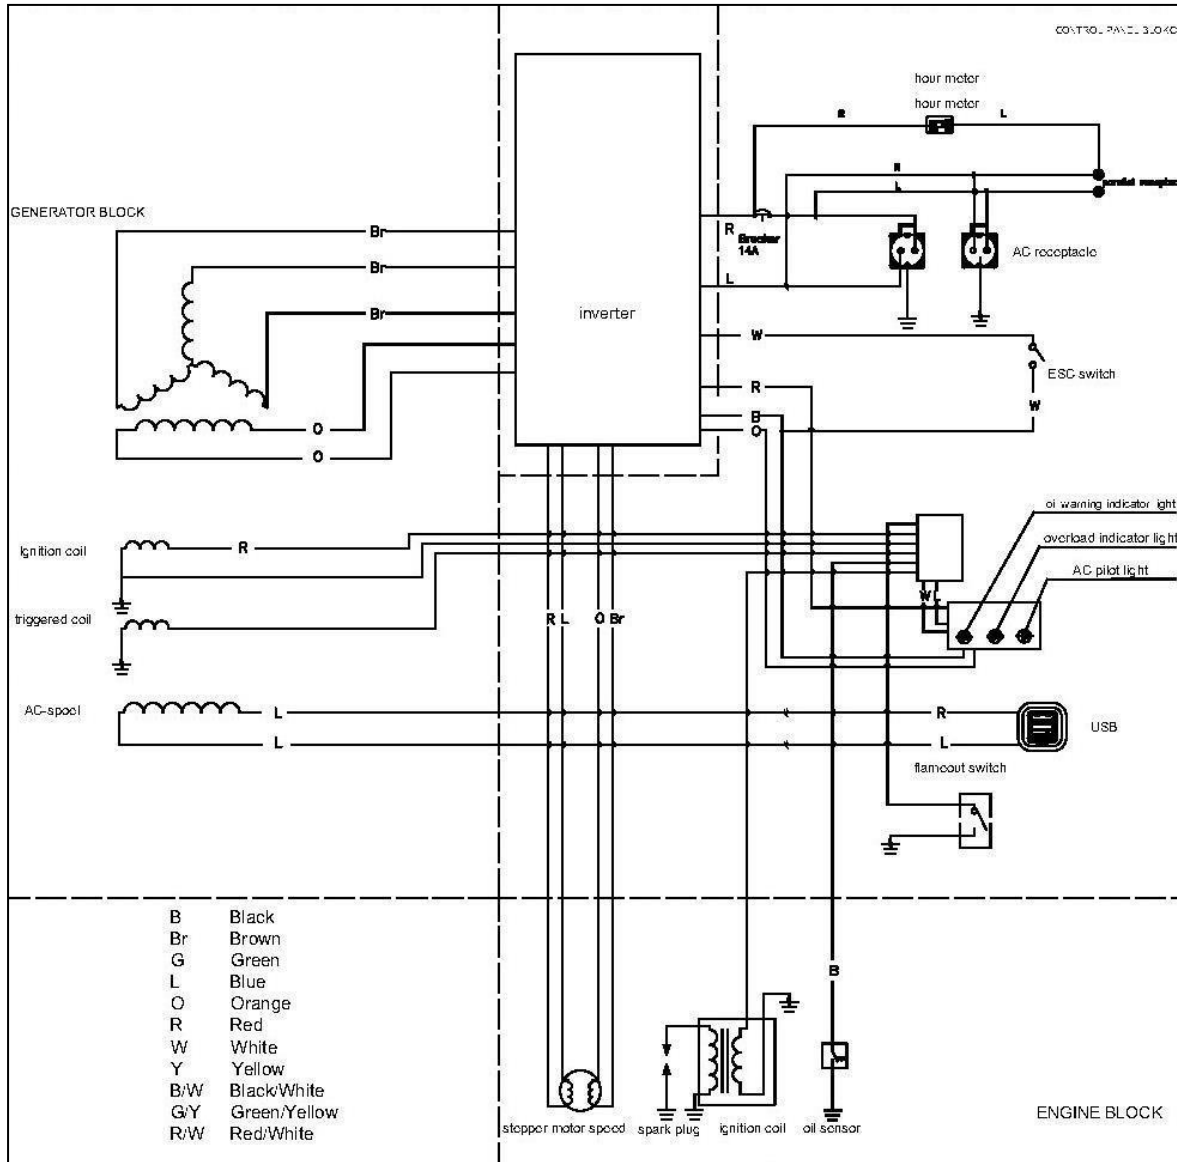 CONTROL PANEL BLOKC
hour meter
hour meter
R L
R
L
parallel receptac
GENERATOR BLOCK
Br
Br
Br
R
Breaker
14A
L
AC receptacle
inverter
W
ESC switch
R
W
B
O
O
O
oil warning indicator light
overload indicator light
AC pilot light
Ignition coil
R
W L
triggered coil
R L O Br
AC-spool
L R
L L
USB
flameout switch
B Black
Br Brown
G Green
L Blue
O Orange
R Red
W White
Y Yellow
B/W Black/White
G/Y Green/Yellow
R/W Red/White
B
stepper motor speed
spark plug
ignition coil
oil sensor
ENGINE BLOCK